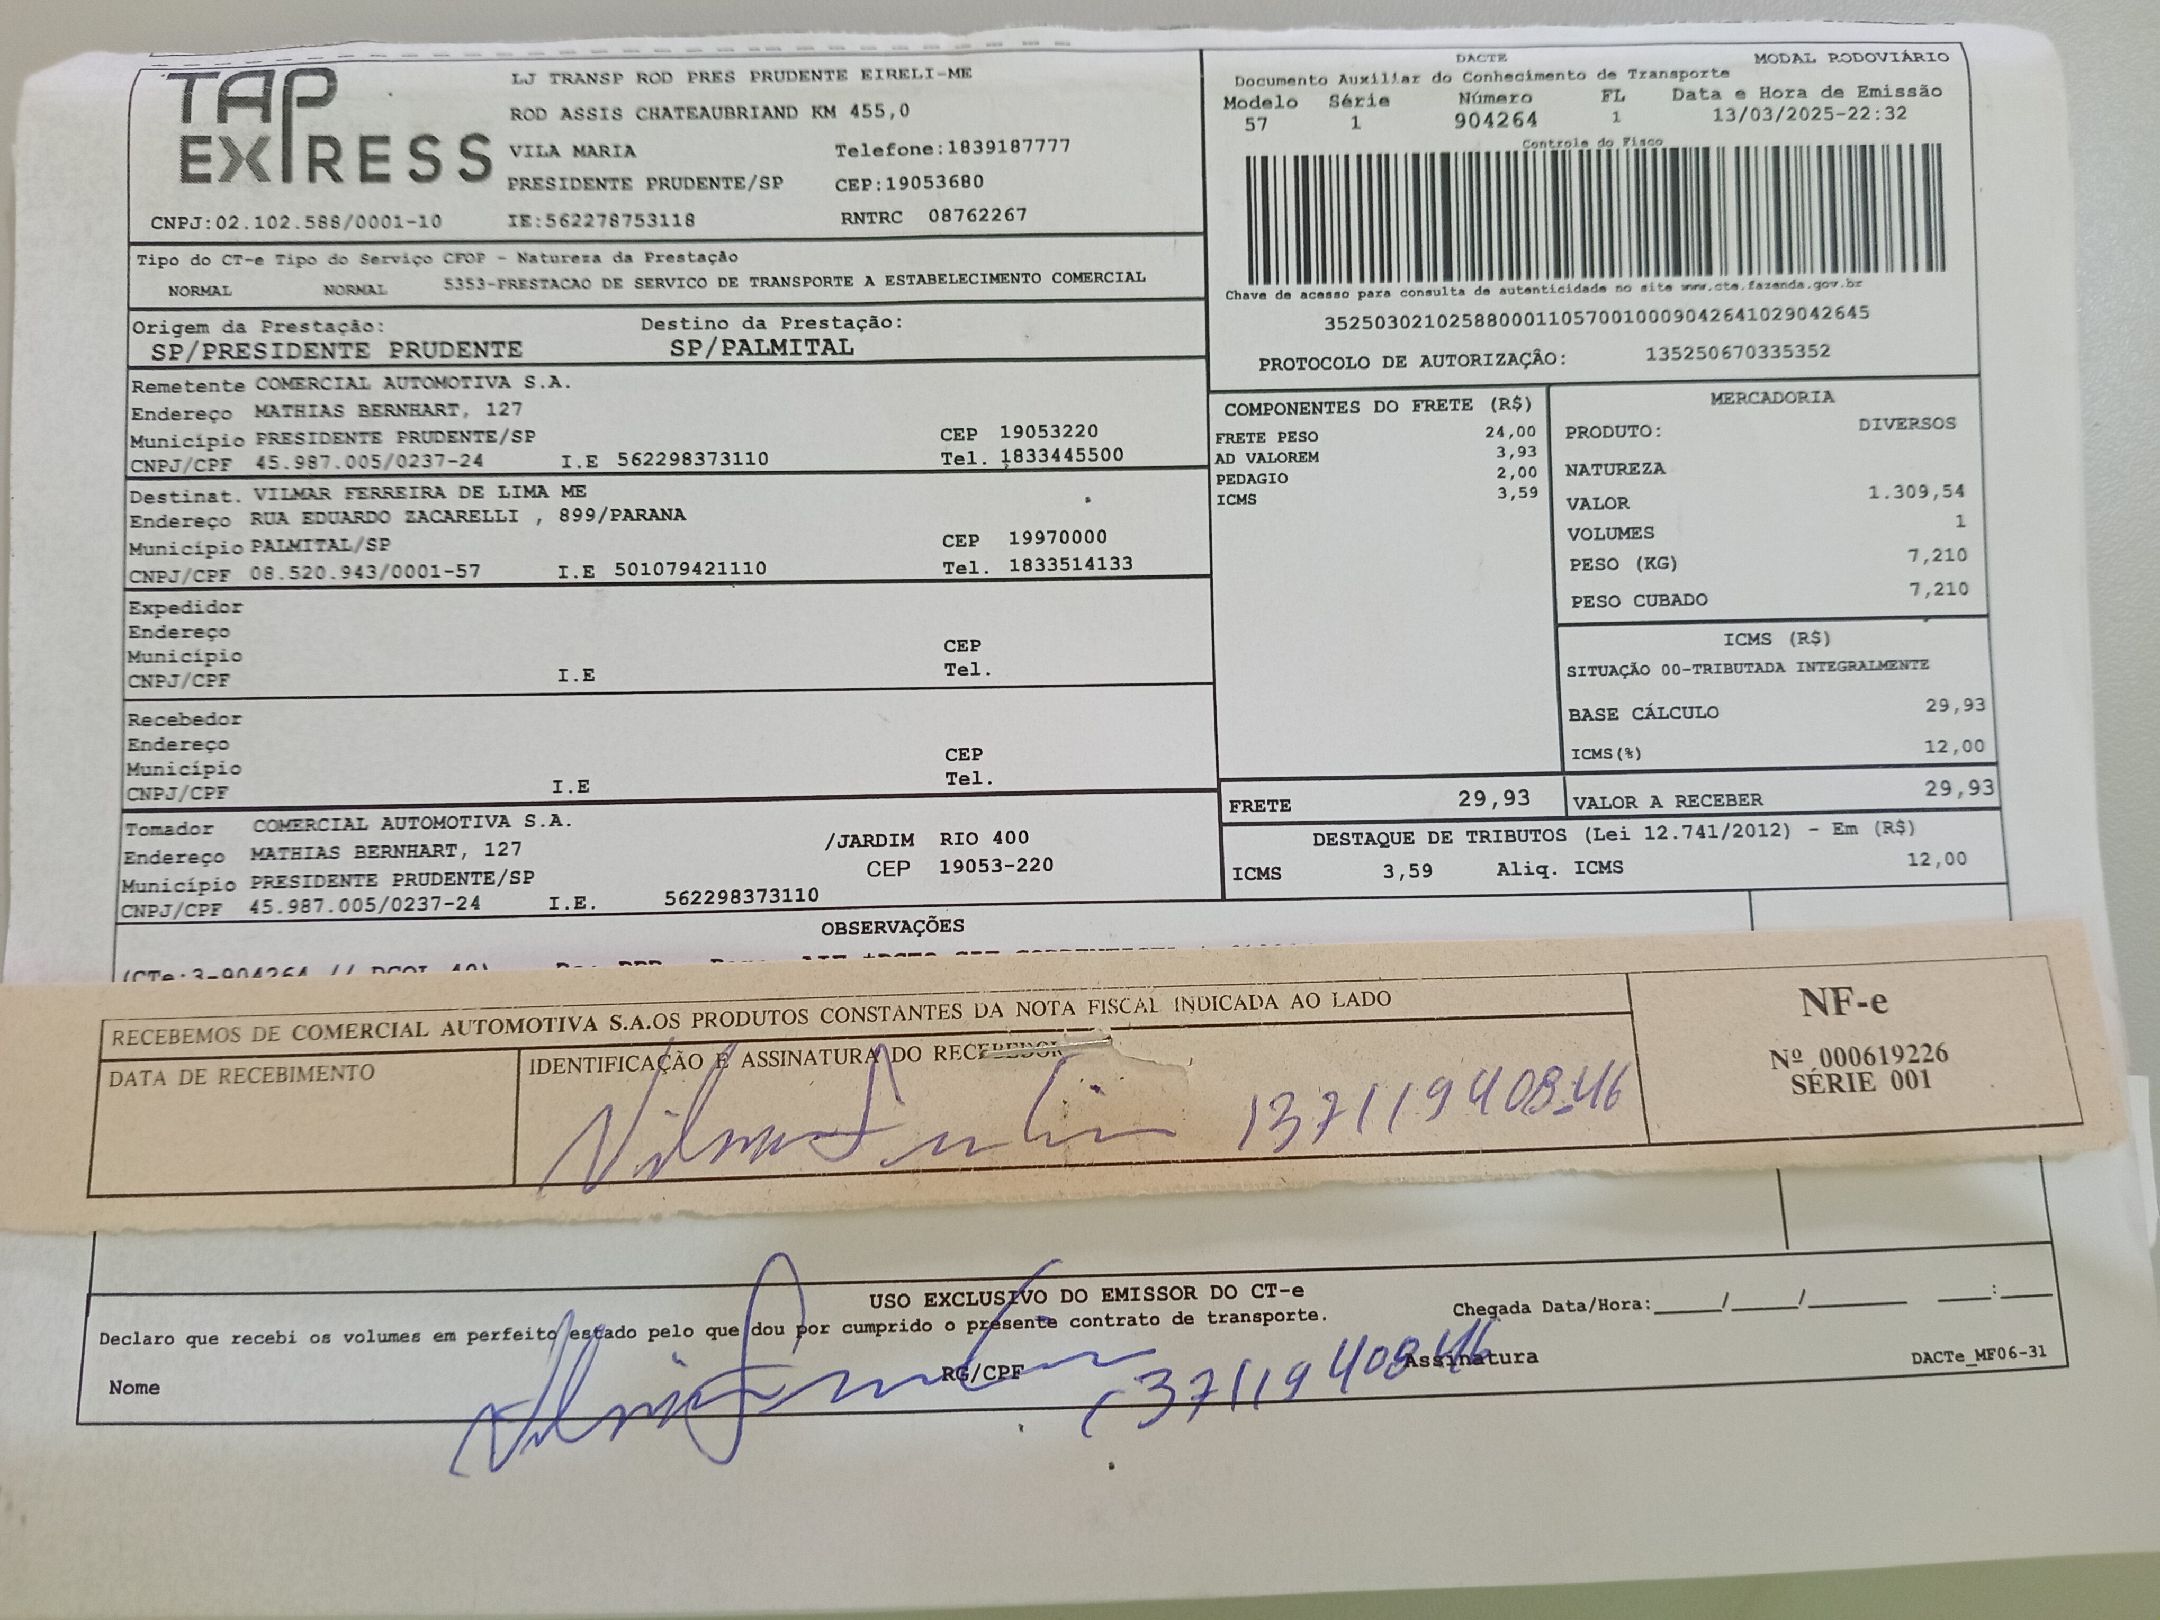 TAP EXPRESS
LJ TRANSP ROD PRES PRUDENTE EIRELI-ME
ROD ASSIS CHATEAUBRIAND KM 455,0
VILA MARIA Telefone:1839187777
PRESIDENTE PRUDENTE/SP CEP:19053680
CNPJ:02.102.588/0001-10 IE:562278753118 RNTRC 08762267
DACTE MODAL RODOVIÁRIO
Documento Auxiliar do Conhecimento de Transporte
Modelo Série Número FL Data e Hora de Emissão
57 1 904264 1 13/03/2025-22:32
Controle do Fisco
Chave de acesso para consulta de autenticidade no site www.cte.fazenda.gov.br
35250302102588000110570010009042641029042645
PROTOCOLO DE AUTORIZAÇÃO: 135250670335352
Tipo do CT-e Tipo do Serviço CFOP - Natureza da Prestação
NORMAL NORMAL 5353-PRESTACAO DE SERVICO DE TRANSPORTE A ESTABELECIMENTO COMERCIAL
Origem da Prestação: Destino da Prestação:
SP/PRESIDENTE PRUDENTE SP/PALMITAL
Remetente COMERCIAL AUTOMOTIVA S.A.
Endereço MATHIAS BERNHART, 127
Município PRESIDENTE PRUDENTE/SP CEP 19053220
CNPJ/CPF 45.987.005/0237-24 I.E 562298373110 Tel. 1833445500
Destinat. VILMAR FERREIRA DE LIMA ME
Endereço RUA EDUARDO ZACARELLI , 899/PARANA
Município PALMITAL/SP CEP 19970000
CNPJ/CPF 08.520.943/0001-57 I.E 501079421110 Tel. 1833514133
Expedidor
Endereço
Município CEP
CNPJ/CPF I.E Tel.
Recebedor
Endereço
Município CEP
CNPJ/CPF I.E Tel.
Tomador COMERCIAL AUTOMOTIVA S.A. /JARDIM RIO 400
Endereço MATHIAS BERNHART, 127 CEP 19053-220
Município PRESIDENTE PRUDENTE/SP
CNPJ/CPF 45.987.005/0237-24 I.E. 562298373110
COMPONENTES DO FRETE (R$)
FRETE PESO 24,00
AD VALOREM 3,93
PEDAGIO 2,00
ICMS 3,59
MERCADORIA
PRODUTO: DIVERSOS
NATUREZA
VALOR 1.309,54
VOLUMES 1
PESO (KG) 7,210
PESO CUBADO 7,210
ICMS (R$)
SITUAÇÃO 00-TRIBUTADA INTEGRALMENTE
BASE CÁLCULO 29,93
ICMS(%) 12,00
FRETE 29,93 VALOR A RECEBER 29,93
DESTAQUE DE TRIBUTOS (Lei 12.741/2012) - Em (R$)
ICMS 3,59 Aliq. ICMS 12,00
OBSERVAÇÕES
(CTe:3-904264 //
RECEBEMOS DE COMERCIAL AUTOMOTIVA S.A.OS PRODUTOS CONSTANTES DA NOTA FISCAL INDICADA AO LADO
DATA DE RECEBIMENTO IDENTIFICAÇÃO E ASSINATURA DO RECEBEDOR
137119408-46
NF-e
Nº 000619226
SÉRIE 001
USO EXCLUSIVO DO EMISSOR DO CT-e
Declaro que recebi os volumes em perfeito estado pelo que dou por cumprido o presente contrato de transporte. Chegada Data/Hora:____/____/______ ___:___
Nome RG/CPF Assinatura DACTe_MF06-31
13711940846